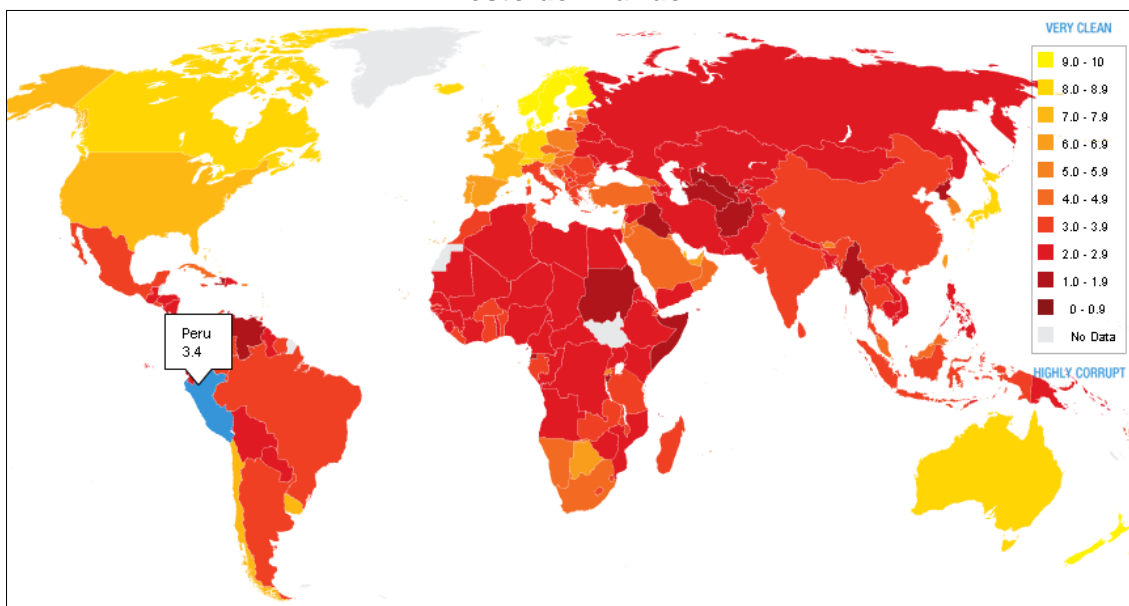 VERY CLEAN
9.0 - 10
8.0 - 8.9
7.0 - 7.9
6.0 - 6.9
5.0 - 5.9
4.0 - 4.9
3.0 - 3.9
2.0 - 2.9
1.0 - 1.9
0 - 0.9
No Data
HIGHLY CORRUPT
Peru
3.4